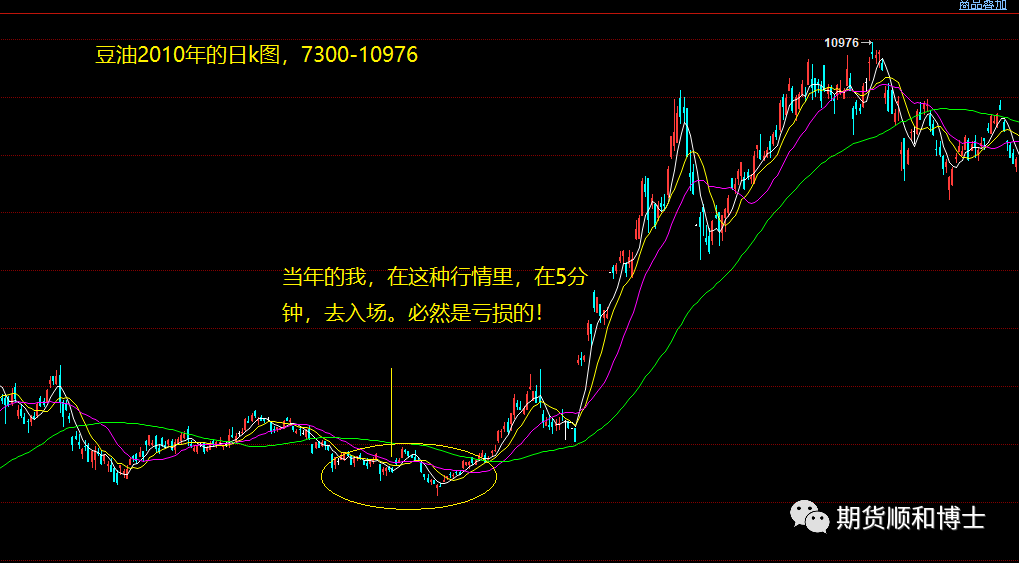 商品叠加
豆油2010年的日k图，7300-10976
10976
当年的我，在这种行情里，在5分
钟，去入场。必然是亏损的！
期货顺和博士